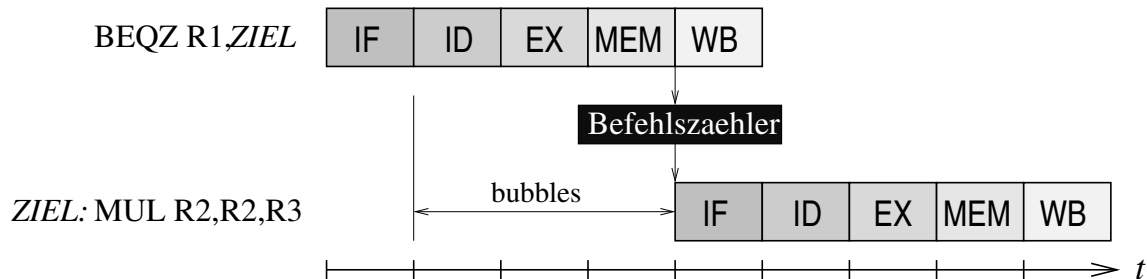 BEQZ R1,ZIEL IF ID EX MEM WB
Befehlszaehler
bubbles
ZIEL: MUL R2,R2,R3 IF ID EX MEM WB
t